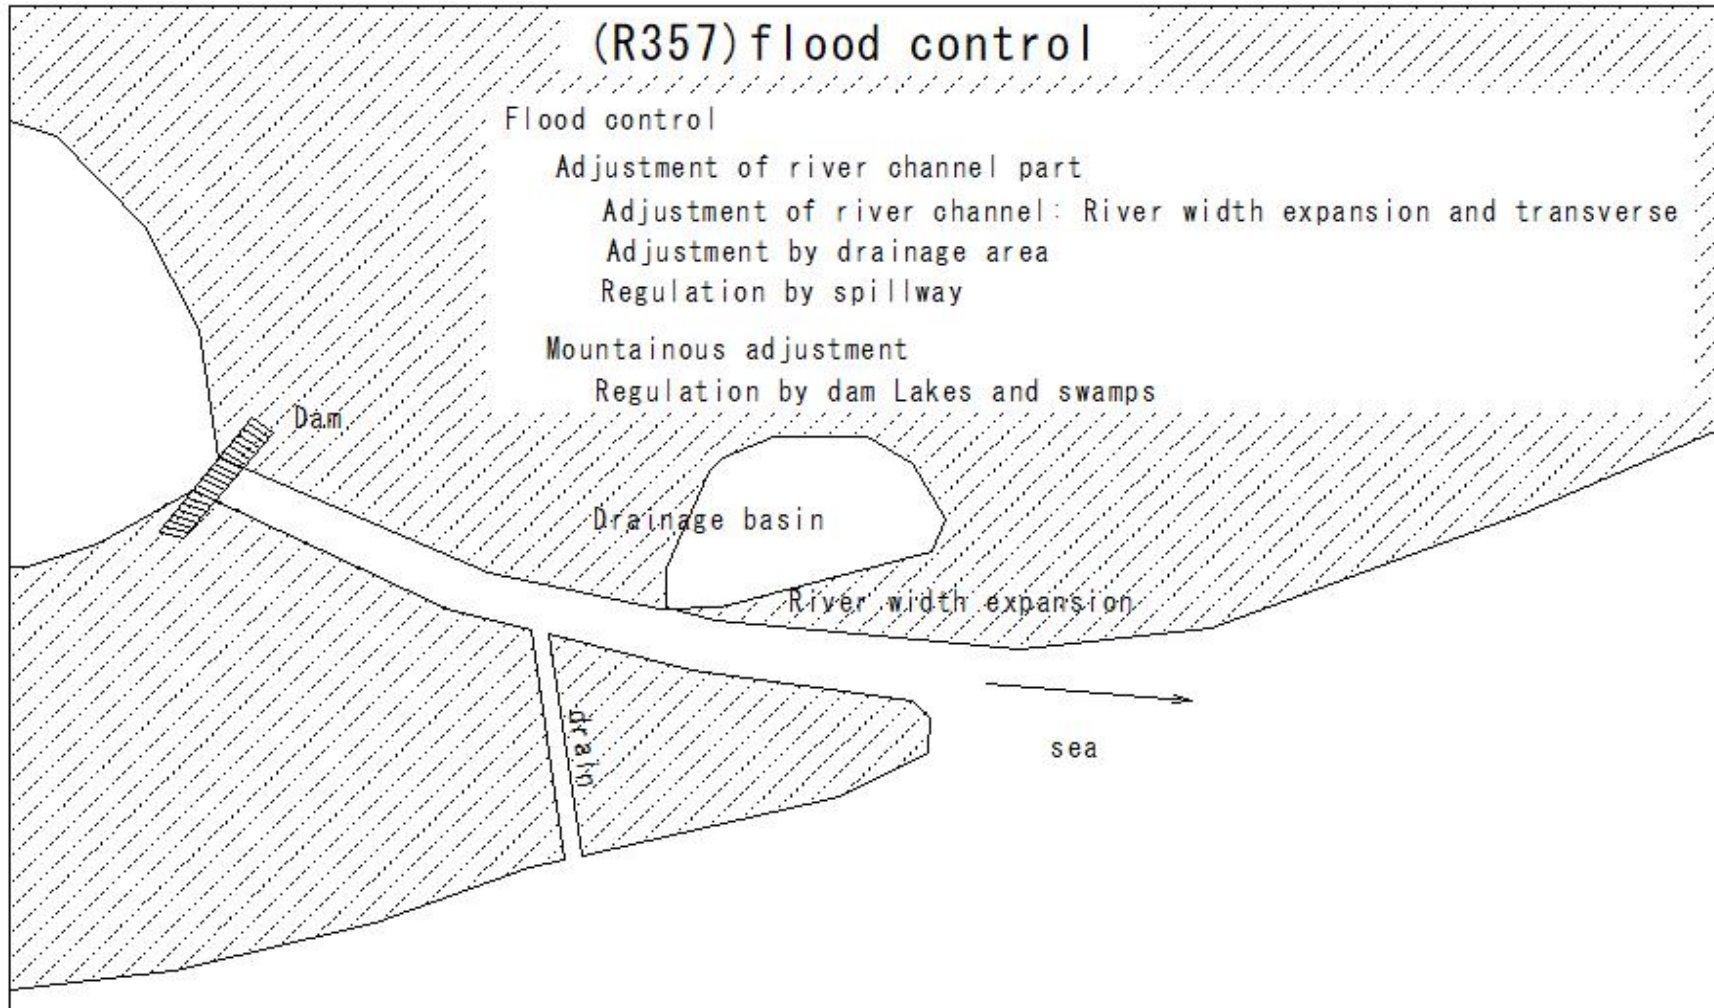 (R357)flood control
Flood control
Adjustment of river channel part
Adjustment of river channel: River width expansion and transverse
Adjustment by drainage area
Regulation by spillway
Mountainous adjustment
Regulation by dam Lakes and swamps
Dam
Drainage basin
River width expansion
drain
sea